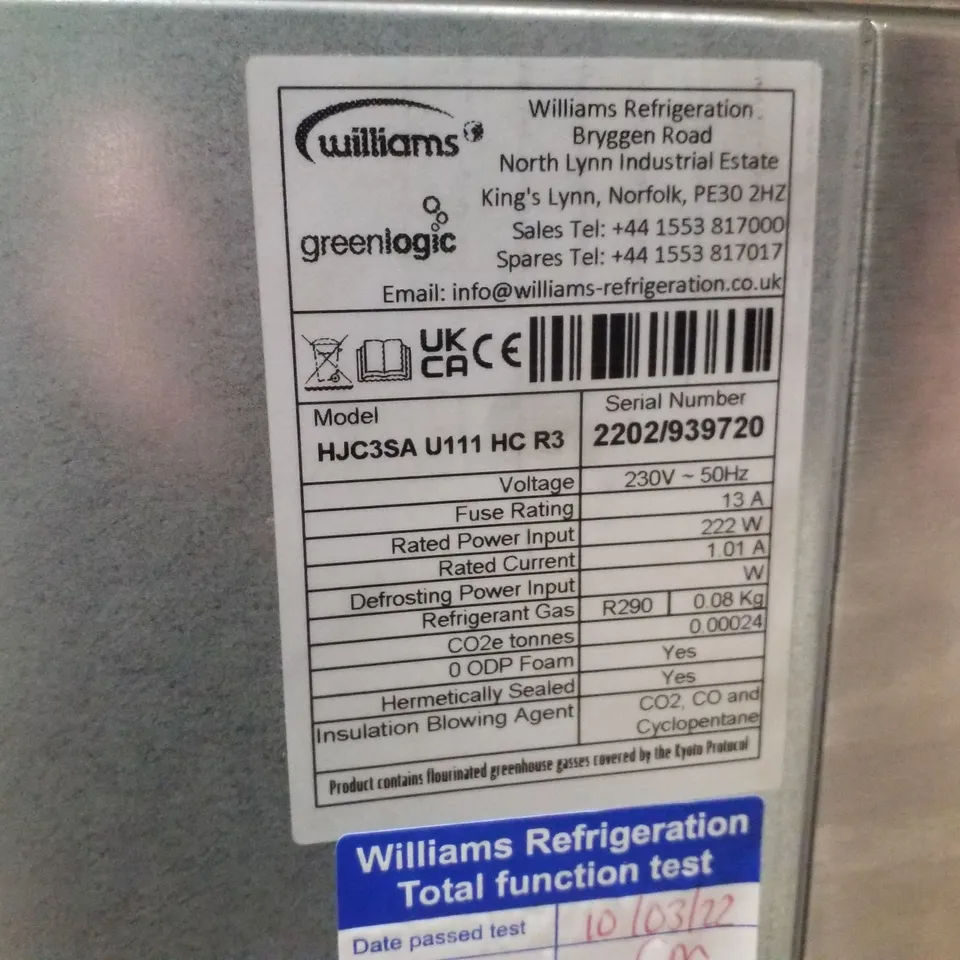 williams
Williams Refrigeration
Bryggen Road
North Lynn Industrial Estate
King's Lynn, Norfolk, PE30 2HZ
greenlogic
Sales Tel: +44 1553 817000
Spares Tel: +44 1553 817017
Email: info@williams-refrigeration.co.uk
UK CA CE
Model
HJC3SA U111 HC R3
Serial Number
2202/939720
Voltage 230V ~ 50Hz
Fuse Rating 13 A
Rated Power Input 222 W
Rated Current 1.01 A
Defrosting Power Input W
Refrigerant Gas R290 0.08 Kg
CO2e tonnes 0.00024
0 ODP Foam Yes
Hermetically Sealed Yes
Insulation Blowing Agent CO2, CO and
Cyclopentane
Product contains flourinated greenhouse gasses covered by the Kyoto Protocol
Williams Refrigeration
Total function test
Date passed test 10/03/22